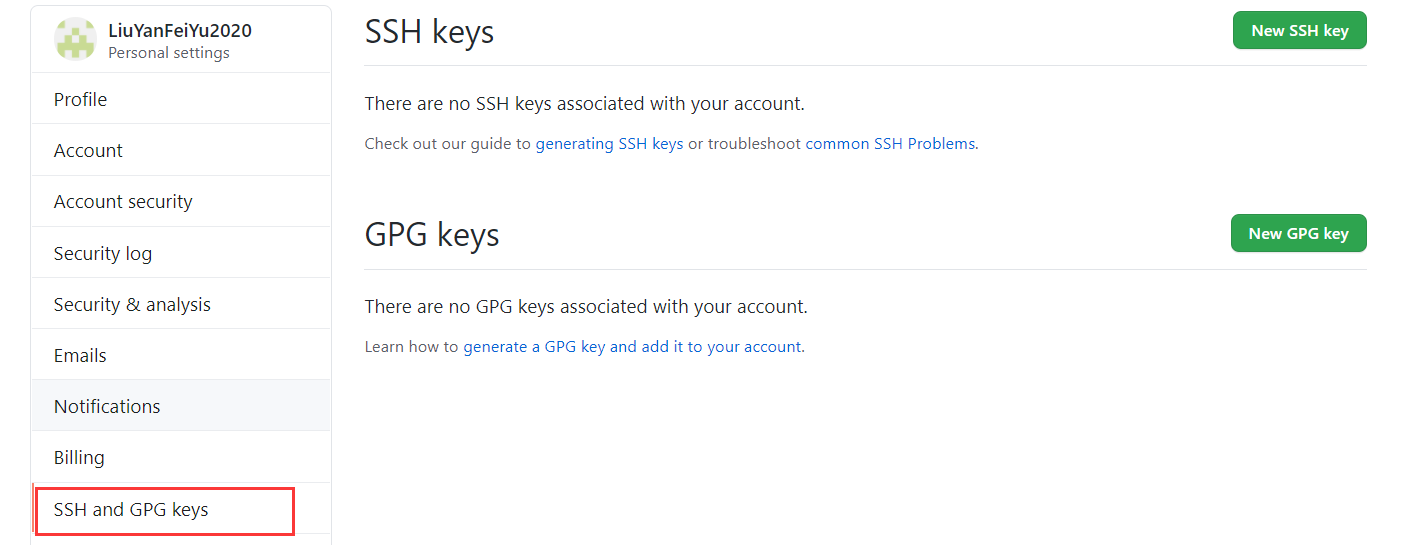 LiuYanFeiYu2020
Personal settings
Profile
Account
Account security
Security log
Security & analysis
Emails
Notifications
Billing
SSH and GPG keys
SSH keys
New SSH key
There are no SSH keys associated with your account.
Check out our guide to generating SSH keys or troubleshoot common SSH Problems.
GPG keys
New GPG key
There are no GPG keys associated with your account.
Learn how to generate a GPG key and add it to your account.